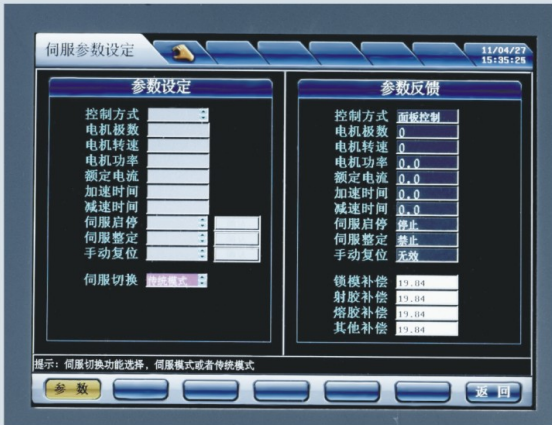 伺服参数设定
11/04/27
15:35:26
参数设定
控制方式
电机极数
电机转速
电机功率
额定电流
加速时间
减速时间
伺服启停
伺服整定
手动复位
伺服切换 传统模式
参数反馈
控制方式 面板控制
电机极数 0
电机转速 0
电机功率 0.0
额定电流 0.0
加速时间 0.0
减速时间 0.0
伺服启停 停止
伺服整定 禁止
手动复位 无效
锁模补偿 19.84
射胶补偿 19.84
熔胶补偿 19.84
其他补偿 19.84
提示：伺服切换功能选择，伺服模式或者传统模式
参 数
返 回